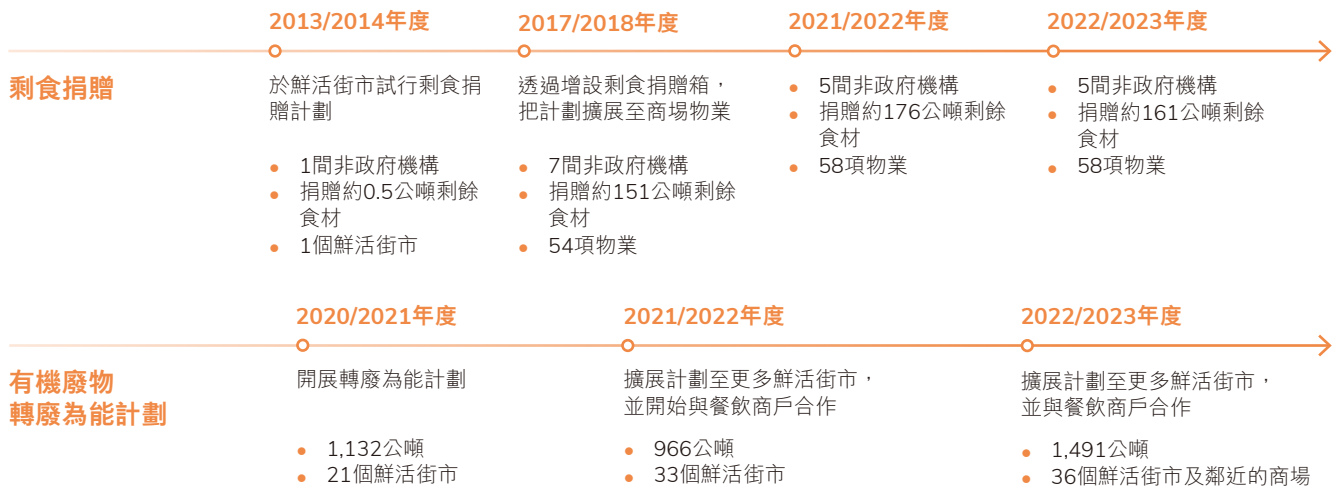 2013/2014年度
2017/2018年度
2021/2022年度
2022/2023年度
剩食捐贈
於鮮活街市試行剩食捐
贈計劃
• 1間非政府機構
• 捐贈約0.5公噸剩餘
食材
• 1個鮮活街市
透過增設剩食捐贈箱，
把計劃擴展至商場物業
• 7間非政府機構
• 捐贈約151公噸剩餘
食材
• 54項物業
• 5間非政府機構
• 捐贈約176公噸剩餘
食材
• 58項物業
• 5間非政府機構
• 捐贈約161公噸剩餘
食材
• 58項物業
2020/2021年度
2021/2022年度
2022/2023年度
有機廢物
轉廢為能計劃
開展轉廢為能計劃
• 1,132公噸
• 21個鮮活街市
擴展計劃至更多鮮活街市，
並開始與餐飲商戶合作
• 966公噸
• 33個鮮活街市
擴展計劃至更多鮮活街市，
並與餐飲商戶合作
• 1,491公噸
• 36個鮮活街市及鄰近的商場